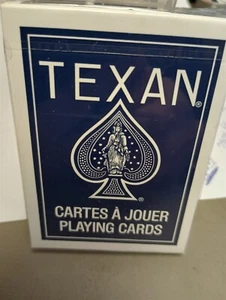 TEXAN®
®
CARTES À JOUER
PLAYING CARDS